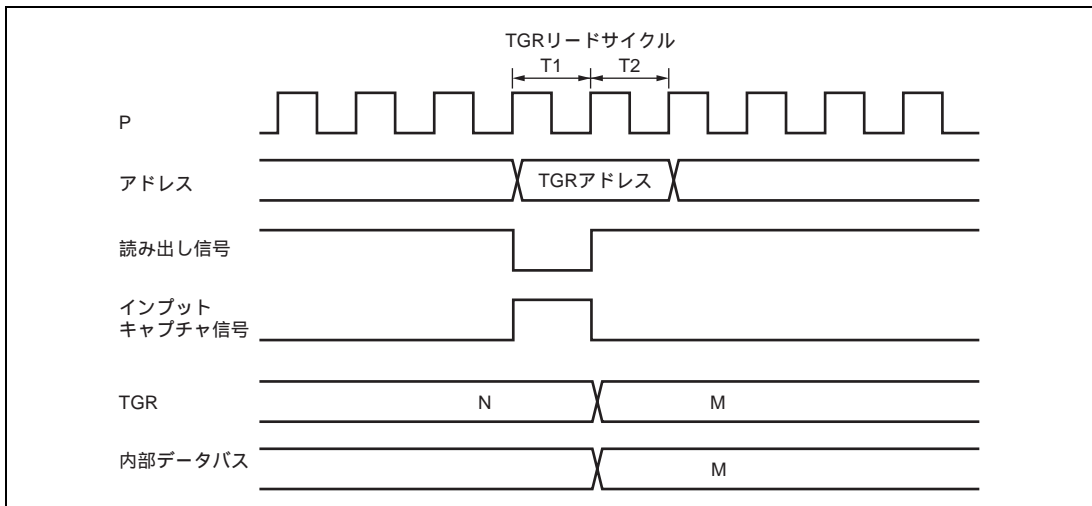 TGRリードサイクル
T1 T2
P
アドレス
TGRアドレス
読み出し信号
インプット
キャプチャ信号
TGR
N
M
内部データバス
M